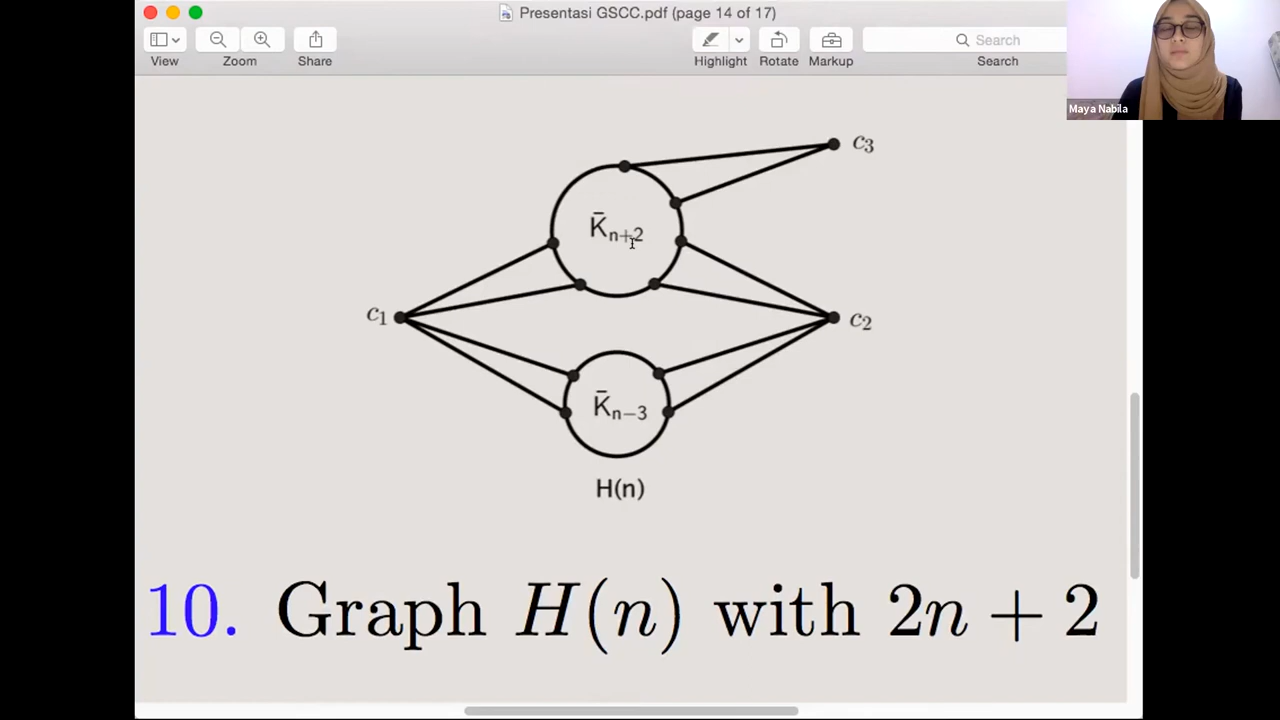 Presentasi GSCC.pdf (page 14 of 17)
View Zoom Share Highlight Rotate Markup Search Search
Maya Nabila
c₃
K̄ₙ₊₂
c₁ c₂
K̄ₙ₋₃
H(n)
10. Graph H(n) with 2n + 2